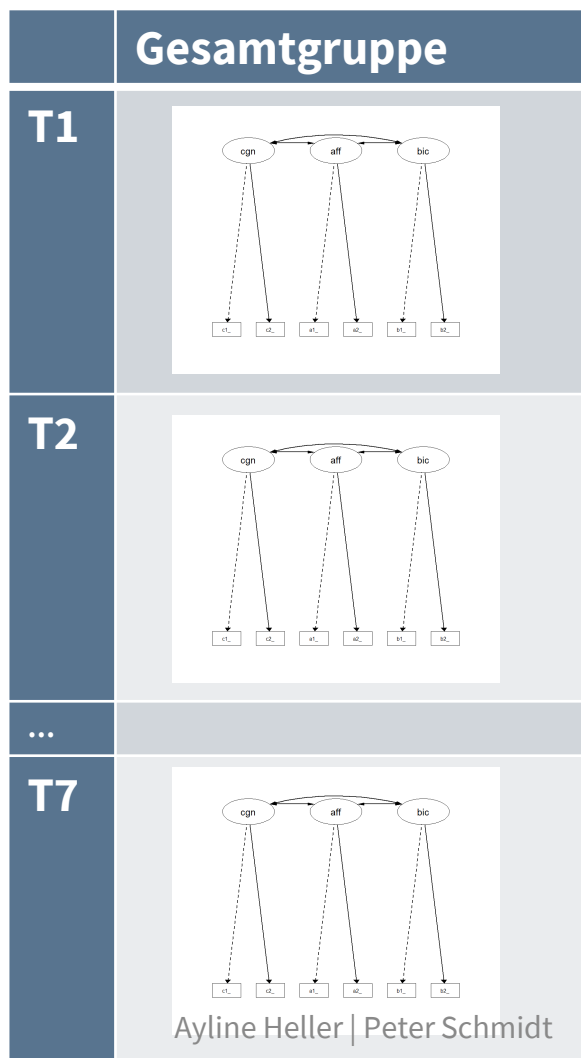 Gesamtgruppe
T1
cgn aff bic
c1_ c2_ a1_ a2_ b1_ b2_
T2
cgn aff bic
c1_ c2_ a1_ a2_ b1_ b2_
...
T7
cgn aff bic
c1_ c2_ a1_ a2_ b1_ b2_
Ayline Heller | Peter Schmidt